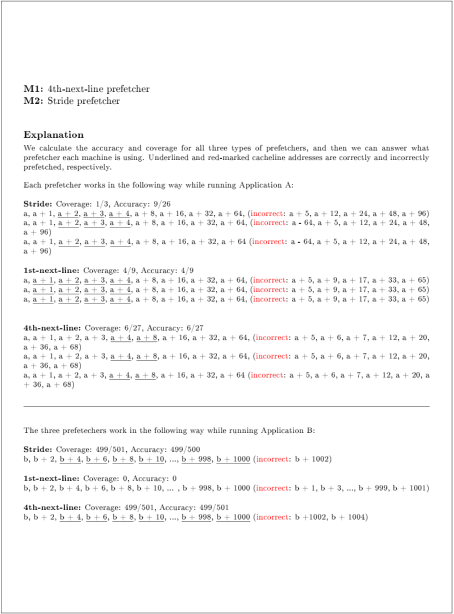 M1: 4th-next-line prefetcher
M2: Stride prefetcher
Explanation
We calculate the accuracy and coverage for all three types of prefetchers, and then we can answer what
prefetcher each machine is using. Underlined and red-marked cacheline addresses are correctly and incorrectly
prefetched, respectively.
Each prefetcher works in the following way while running Application A:
Stride: Coverage: 1/3, Accuracy: 9/26
a, a + 1, a + 2, a + 3, a + 4, a + 8, a + 16, a + 32, a + 64, (incorrect: a + 5, a + 12, a + 24, a + 48, a + 96)
a, a + 1, a + 2, a + 3, a + 4, a + 8, a + 16, a + 32, a + 64, (incorrect: a - 64, a + 5, a + 12, a + 24, a + 48,
a + 96)
a, a + 1, a + 2, a + 3, a + 4, a + 8, a + 16, a + 32, a + 64 (incorrect: a - 64, a + 5, a + 12, a + 24, a + 48,
a + 96)
1st-next-line: Coverage: 4/9, Accuracy: 4/9
a, a + 1, a + 2, a + 3, a + 4, a + 8, a + 16, a + 32, a + 64, (incorrect: a + 5, a + 9, a + 17, a + 33, a + 65)
a, a + 1, a + 2, a + 3, a + 4, a + 8, a + 16, a + 32, a + 64, (incorrect: a + 5, a + 9, a + 17, a + 33, a + 65)
a, a + 1, a + 2, a + 3, a + 4, a + 8, a + 16, a + 32, a + 64, (incorrect: a + 5, a + 9, a + 17, a + 33, a + 65)
4th-next-line: Coverage: 6/27, Accuracy: 6/27
a, a + 1, a + 2, a + 3, a + 4, a + 8, a + 16, a + 32, a + 64, (incorrect: a + 5, a + 6, a + 7, a + 12, a + 20,
a + 36, a + 68)
a, a + 1, a + 2, a + 3, a + 4, a + 8, a + 16, a + 32, a + 64, (incorrect: a + 5, a + 6, a + 7, a + 12, a + 20,
a + 36, a + 68)
a, a + 1, a + 2, a + 3, a + 4, a + 8, a + 16, a + 32, a + 64 (incorrect: a + 5, a + 6, a + 7, a + 12, a + 20, a
+ 36, a + 68)
The three prefetechers work in the following way while running Application B:
Stride: Coverage: 499/501, Accuracy: 499/500
b, b + 2, b + 4, b + 6, b + 8, b + 10, ..., b + 998, b + 1000 (incorrect: b + 1002)
1st-next-line: Coverage: 0, Accuracy: 0
b, b + 2, b + 4, b + 6, b + 8, b + 10, ... , b + 998, b + 1000 (incorrect: b + 1, b + 3, ..., b + 999, b + 1001)
4th-next-line: Coverage: 499/501, Accuracy: 499/501
b, b + 2, b + 4, b + 6, b + 8, b + 10, ..., b + 998, b + 1000 (incorrect: b +1002, b + 1004)